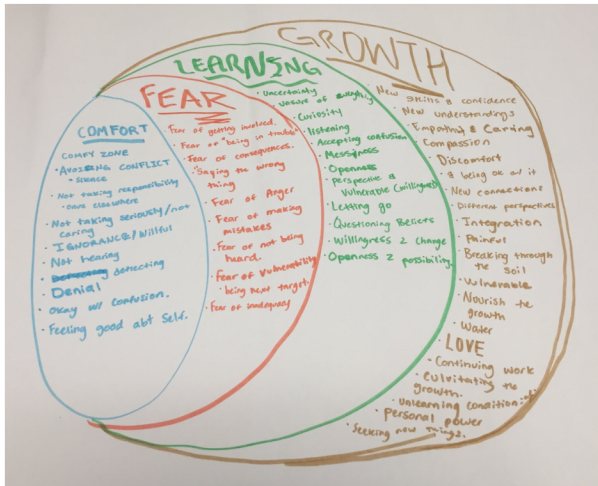 GROWTH
LEARNING
FEAR
COMFORT
COMFY ZONE
• AVOIDING CONFLICT
• SILENCE
• Not taking responsibility
• care elsewhere
• Not taking seriously/not
caring
• IGNORANCE/Willful
• Not hearing
• deflecting
• Denial
• Okay w/ confusion.
• Feeling good abt Self.
• Fear of getting involved.
• Fear or "being in trouble"
• Fear of consequences.
• "Saying the wrong
thing
• Fear of Anger
• Fear of making
mistakes
• Fear of not being
heard.
• Fear of Vulnerability
• being next target.
• Fear of inadequacy
• Uncertainty
• unsure of everything
• Curiosity
• listening
• Accepting confusion
• Messiness
• Openness
• perspective &
Vulnerable (willingness)
• Letting go
• Questioning Beliefs
• Willingness 2 change
• Openness 2 possibility.
• New skills & confidence
• New understandings
• Empathy & Caring
• Compassion
• Discomfort
• & being ok w/ it
• New connections
• Different perspectives
• Integration
• Painful
• Breaking through
the soil
• Vulnerable
• Nourish the
growth
• Water
• LOVE
• Continuing work
• Culvitating the
growth.
• unlearning
• personal power
• Seeking new things.